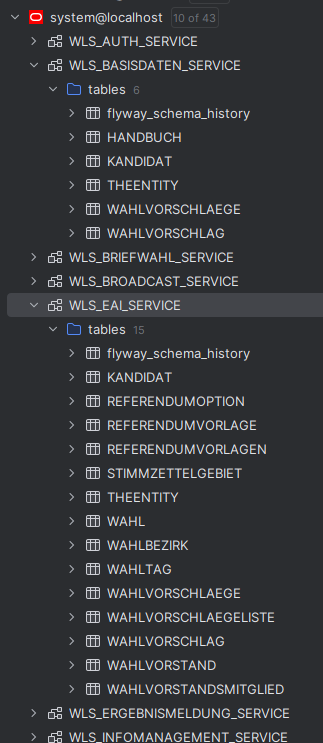 system@localhost 10 of 43
WLS_AUTH_SERVICE
WLS_BASISDATEN_SERVICE
tables 6
flyway_schema_history
HANDBUCH
KANDIDAT
THEENTITY
WAHLVORSCHLAEGE
WAHLVORSCHLAG
WLS_BRIEFWAHL_SERVICE
WLS_BROADCAST_SERVICE
WLS_EAI_SERVICE
tables 15
flyway_schema_history
KANDIDAT
REFERENDUMOPTION
REFERENDUMVORLAGE
REFERENDUMVORLAGEN
STIMMZETTELGEBIET
THEENTITY
WAHL
WAHLBEZIRK
WAHLTAG
WAHLVORSCHLAEGE
WAHLVORSCHLAEGELISTE
WAHLVORSCHLAG
WAHLVORSTAND
WAHLVORSTANDSMITGLIED
WLS_ERGEBNISMELDUNG_SERVICE
WLS_INFOMANAGEMENT_SERVICE